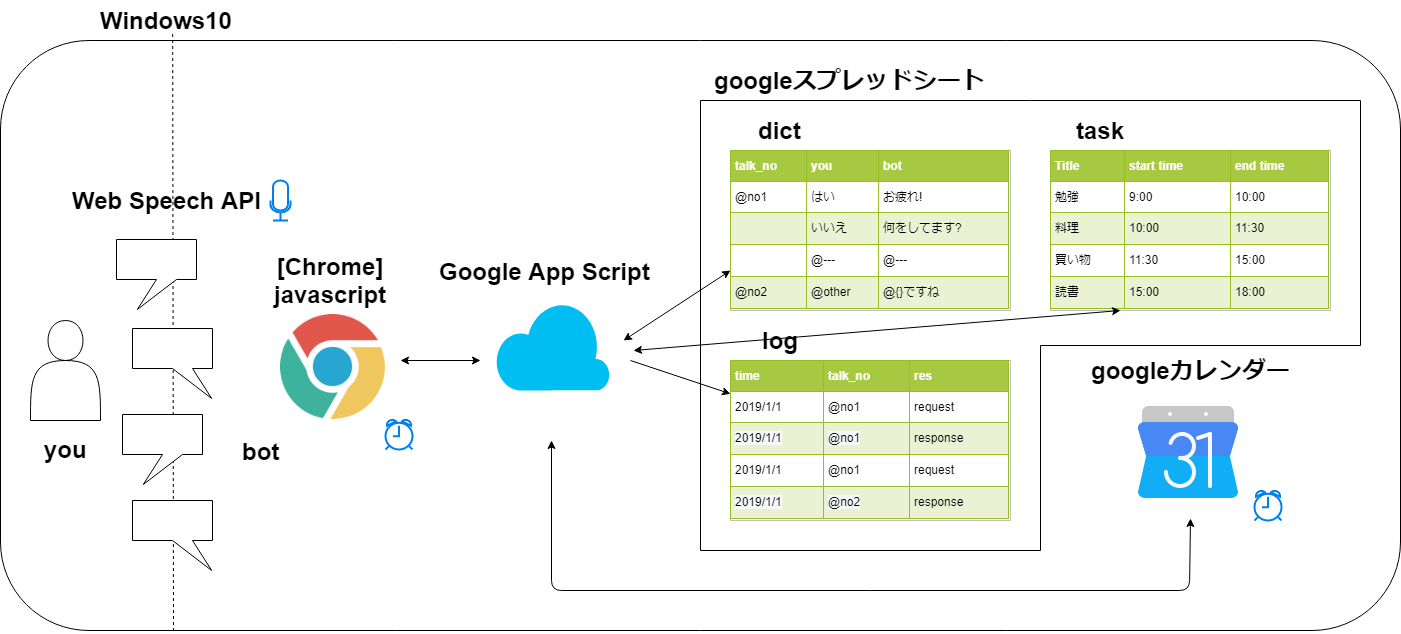 Windows10
googleスプレッドシート
dict
talk_no you bot
@no1 はい お疲れ!
いいえ 何をしてます?
@--- @---
@no2 @other @{}ですね
task
Title start time end time
勉強 9:00 10:00
料理 10:00 11:30
買い物 11:30 15:00
読書 15:00 18:00
Web Speech API
[Chrome]
javascript
Google App Script
log
time talk_no res
2019/1/1 @no1 request
2019/1/1 @no1 response
2019/1/1 @no1 request
2019/1/1 @no2 response
googleカレンダー
31
you
bot